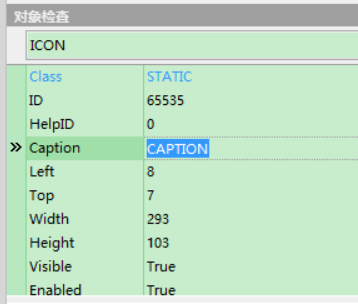 对象检查
ICON
Class STATIC
ID 65535
HelpID 0
» Caption CAPTION
Left 8
Top 7
Width 293
Height 103
Visible True
Enabled True